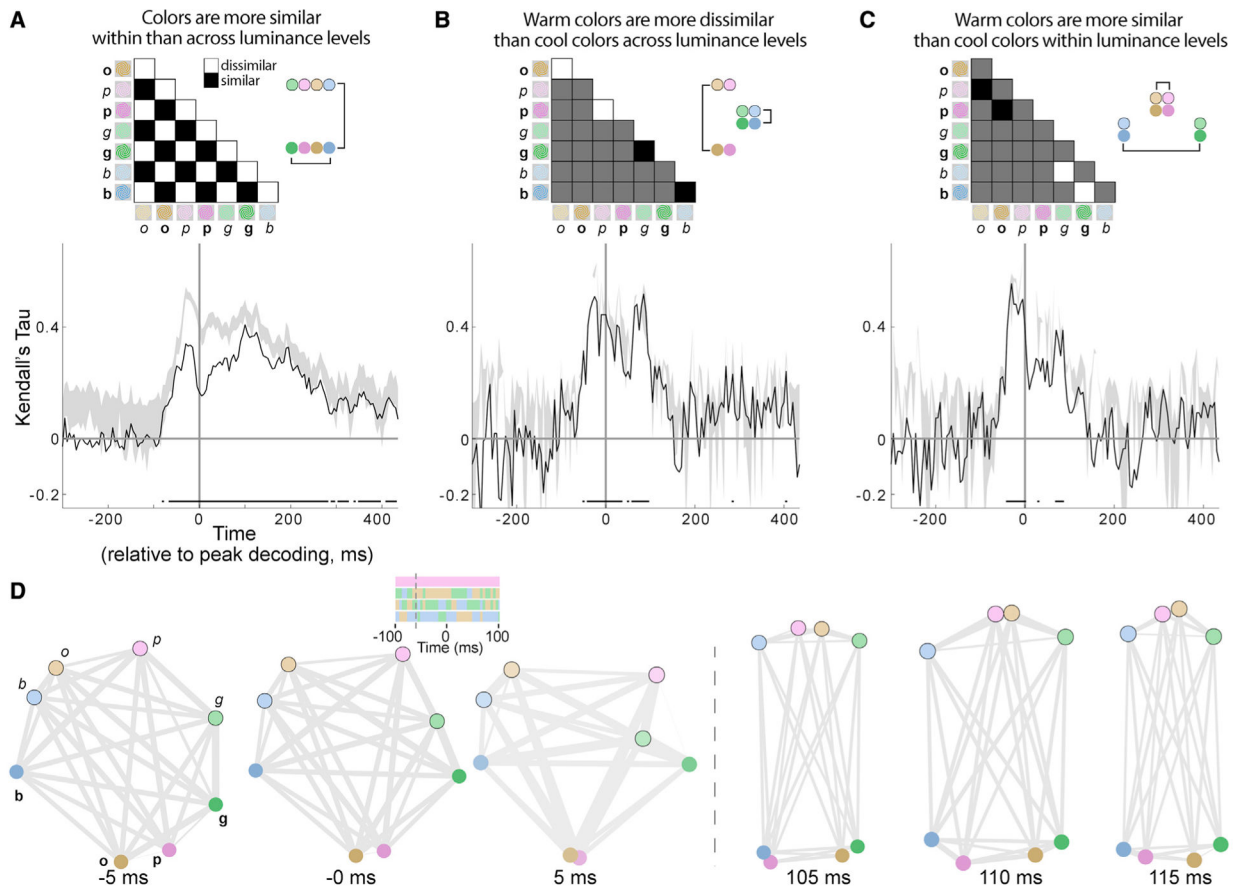 A
Colors are more similar
within than across luminance levels
dissimilar
similar
o
p
p
g
g
b
b
o o p p g g b
B
Warm colors are more dissimilar
than cool colors across luminance levels
o
p
p
g
g
b
b
o o p p g g b
C
Warm colors are more similar
than cool colors within luminance levels
o
p
p
g
g
b
b
o o p p g g b
Kendall's Tau
0.4
0
-0.2
-200 0 200 400
Time
(relative to peak decoding, ms)
0.4
0
-0.2
-200 0 200 400
0.4
0
-0.2
-200 0 200 400
D
-100 0 100
Time (ms)
o
p
b
g
b
g
o
p
-5 ms
-0 ms
5 ms
105 ms
110 ms
115 ms